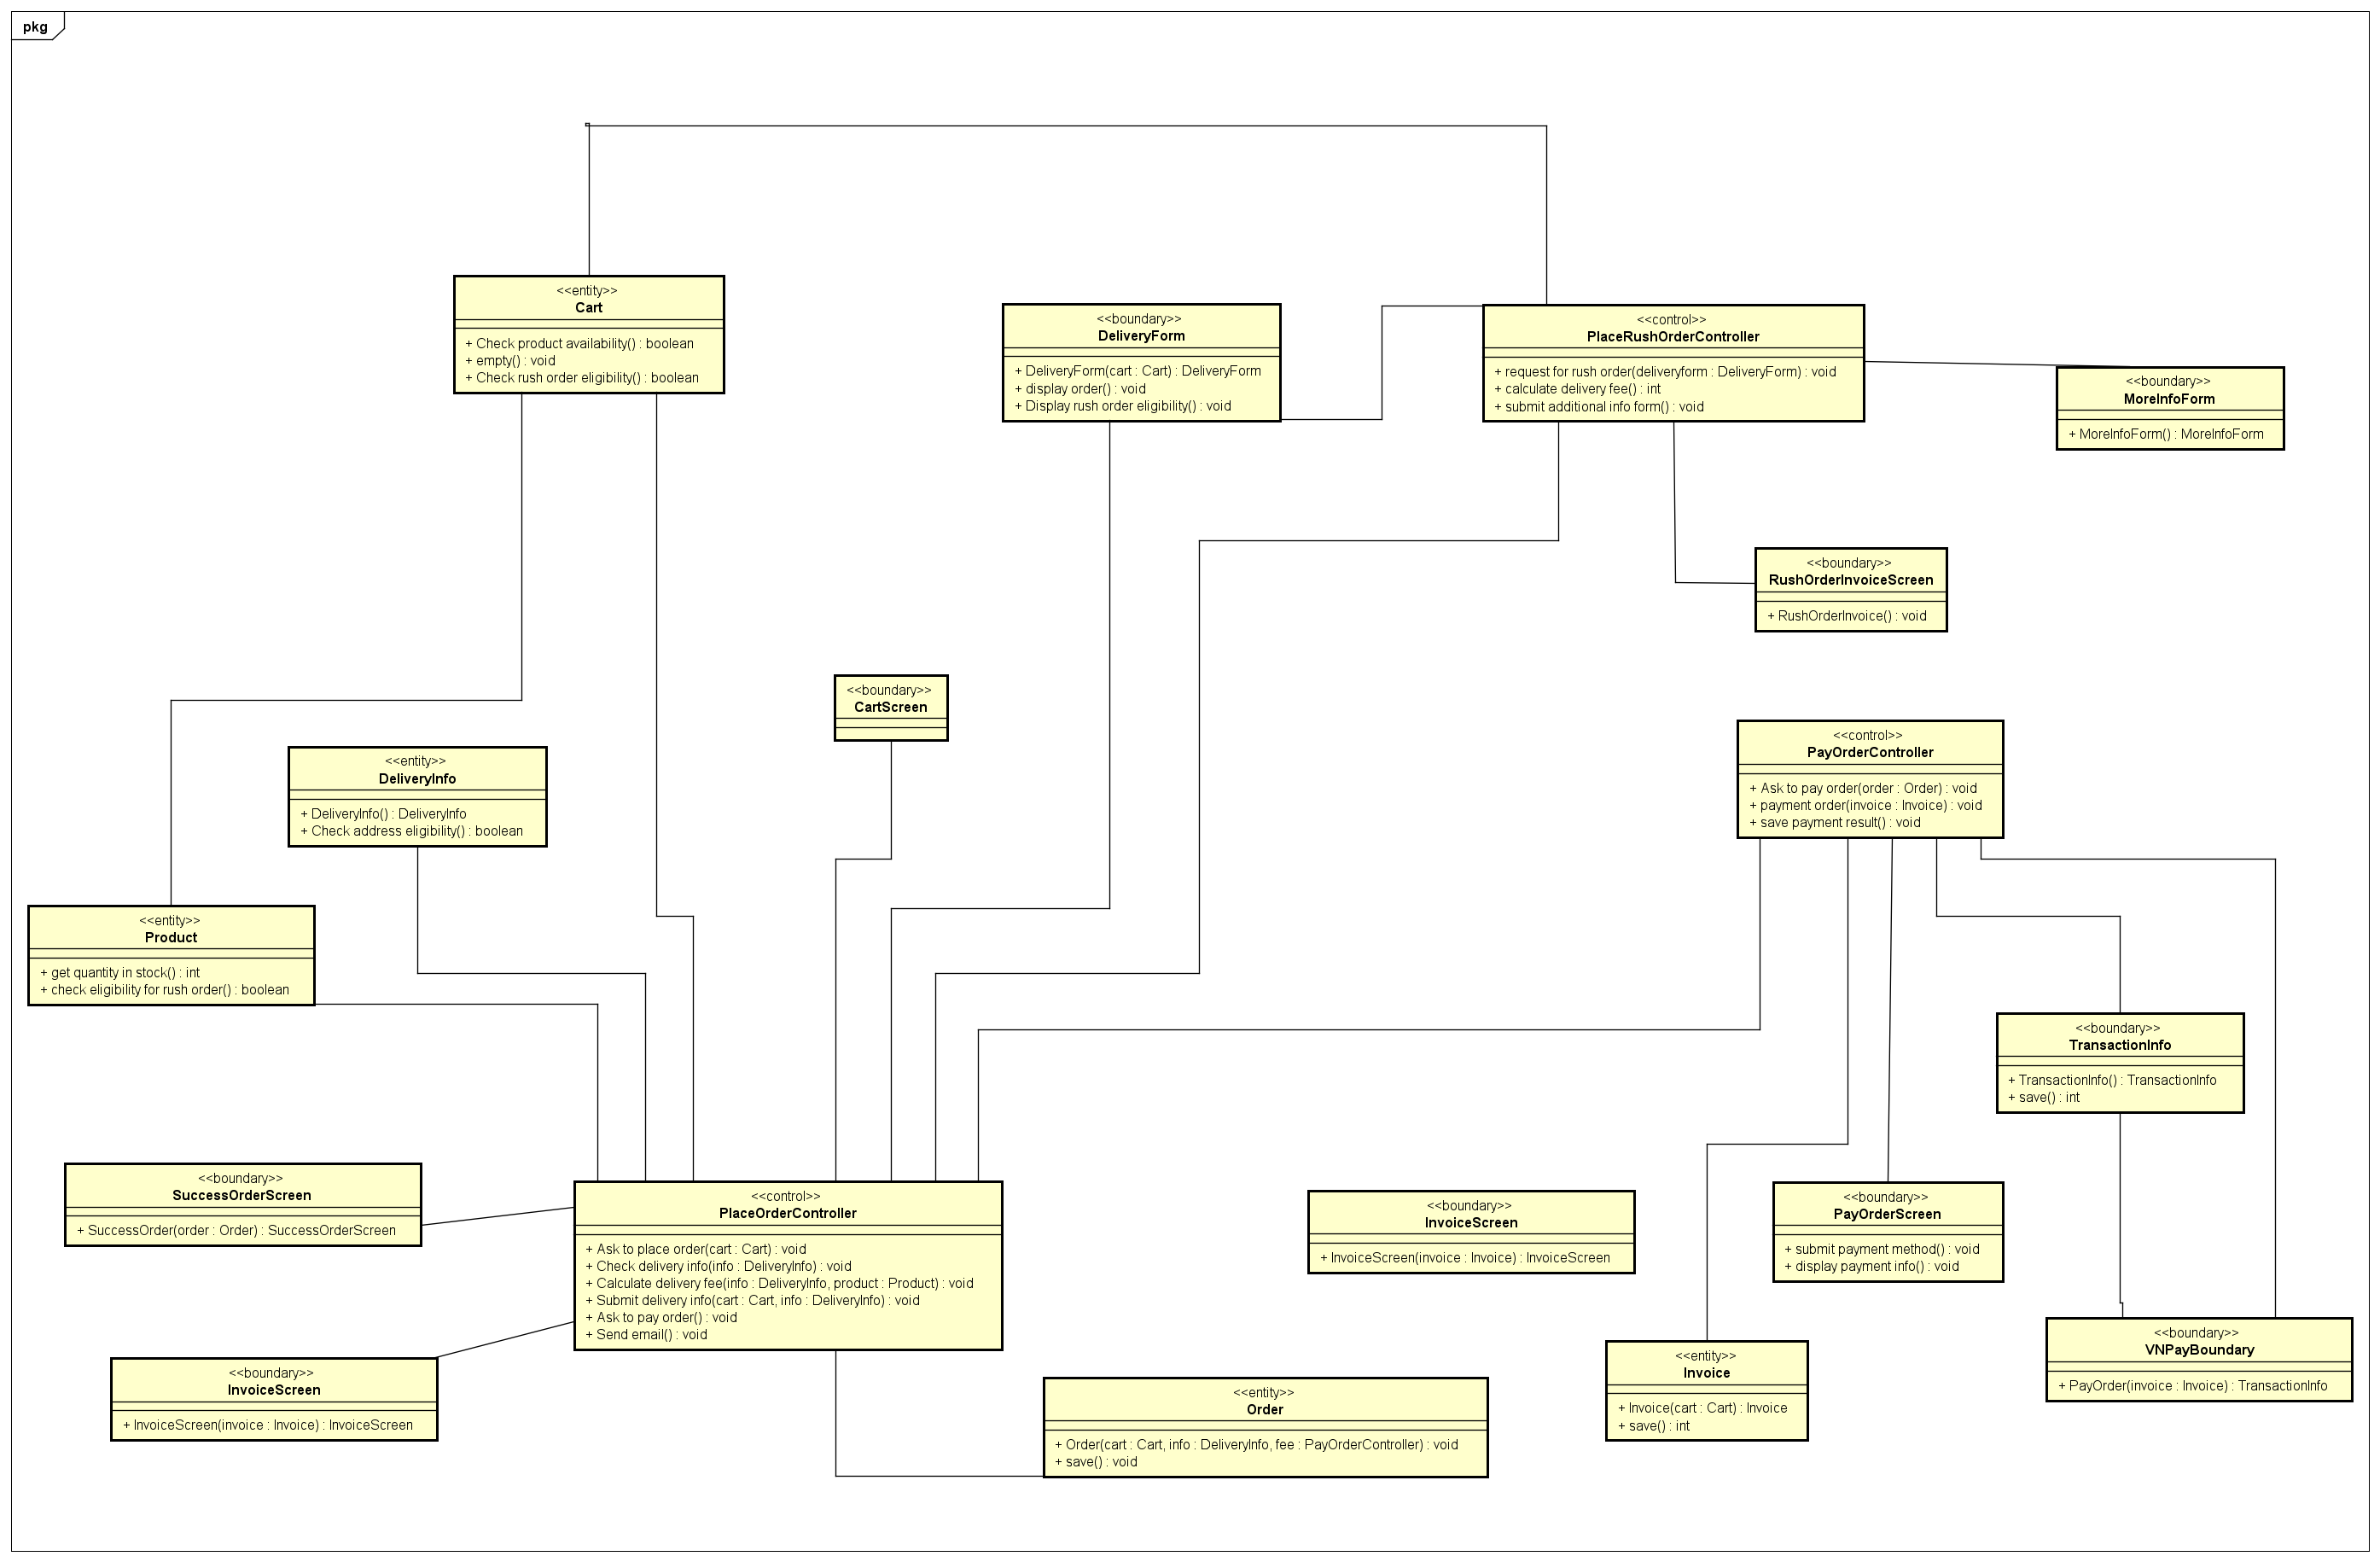 pkg
<<entity>>
Cart
+ Check product availability() : boolean
+ empty() : void
+ Check rush order eligibility() : boolean
<<boundary>>
DeliveryForm
+ DeliveryForm(cart : Cart) : DeliveryForm
+ display order() : void
+ Display rush order eligibility() : void
<<control>>
PlaceRushOrderController
+ request for rush order(deliveryform : DeliveryForm) : void
+ calculate delivery fee() : int
+ submit additional info form() : void
<<boundary>>
MoreInfoForm
+ MoreInfoForm() : MoreInfoForm
<<boundary>>
RushOrderInvoiceScreen
+ RushOrderInvoice() : void
<<boundary>>
CartScreen
<<control>>
PayOrderController
+ Ask to pay order(order : Order) : void
+ payment order(invoice : Invoice) : void
+ save payment result() : void
<<entity>>
DeliveryInfo
+ DeliveryInfo() : DeliveryInfo
+ Check address eligibility() : boolean
<<entity>>
Product
+ get quantity in stock() : int
+ check eligibility for rush order() : boolean
<<boundary>>
TransactionInfo
+ TransactionInfo() : TransactionInfo
+ save() : int
<<boundary>>
SuccessOrderScreen
+ SuccessOrder(order : Order) : SuccessOrderScreen
<<control>>
PlaceOrderController
+ Ask to place order(cart : Cart) : void
+ Check delivery info(info : DeliveryInfo) : void
+ Calculate delivery fee(info : DeliveryInfo, product : Product) : void
+ Submit delivery info(cart : Cart, info : DeliveryInfo) : void
+ Ask to pay order() : void
+ Send email() : void
<<boundary>>
InvoiceScreen
+ InvoiceScreen(invoice : Invoice) : InvoiceScreen
<<boundary>>
PayOrderScreen
+ submit payment method() : void
+ display payment info() : void
<<boundary>>
InvoiceScreen
+ InvoiceScreen(invoice : Invoice) : InvoiceScreen
<<entity>>
Order
+ Order(cart : Cart, info : DeliveryInfo, fee : PayOrderController) : void
+ save() : void
<<entity>>
Invoice
+ Invoice(cart : Cart) : Invoice
+ save() : int
<<boundary>>
VNPayBoundary
+ PayOrder(invoice : Invoice) : TransactionInfo